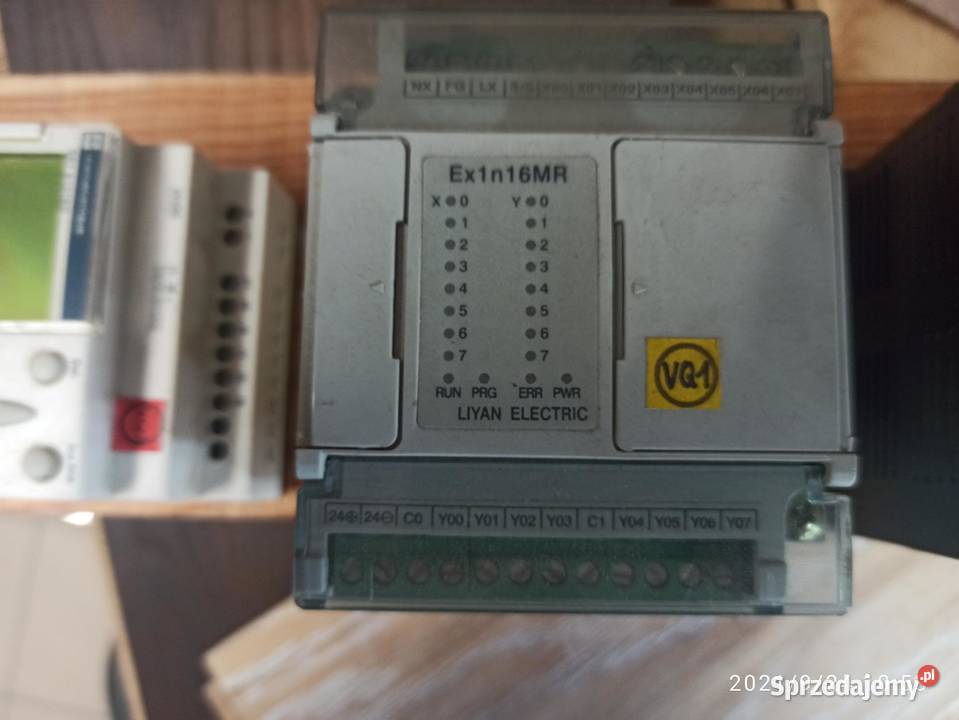 NX FG LX S/S X00 X01 X02 X03 X04 X05 X06 X07
Ex1n16MR
X 0 Y 0
1 1
2 2
3 3
4 4
5 5
6 6
7 7
RUN PRG ERR PWR
LIYAN ELECTRIC
VQ1
24⊕ 24⊖ C0 Y00 Y01 Y02 Y03 C1 Y04 Y05 Y06 Y07
Sprzedajemy.pl